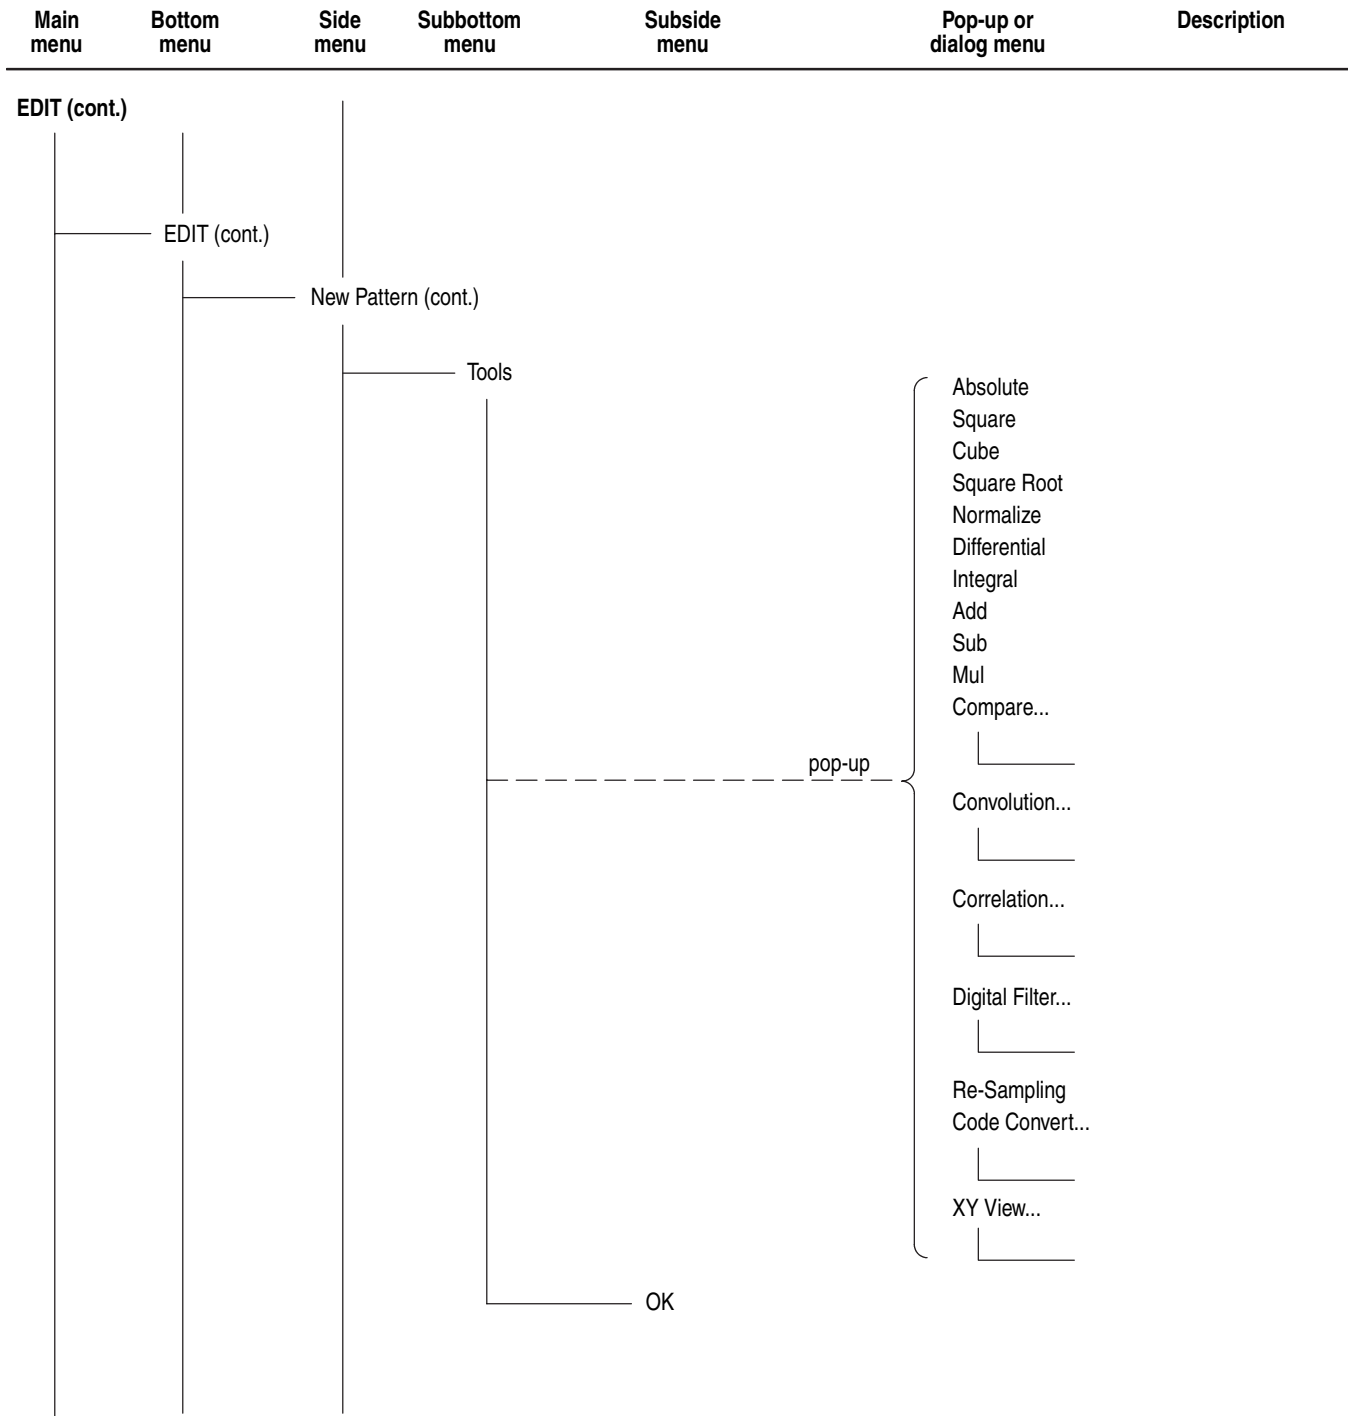 Main menu
Bottom menu
Side menu
Subbottom menu
Subside menu
Pop-up or dialog menu
Description
EDIT (cont.)
EDIT (cont.)
New Pattern (cont.)
Tools
Absolute
Square
Cube
Square Root
Normalize
Differential
Integral
Add
Sub
Mul
Compare...
pop-up
Convolution...
Correlation...
Digital Filter...
Re-Sampling
Code Convert...
XY View...
OK